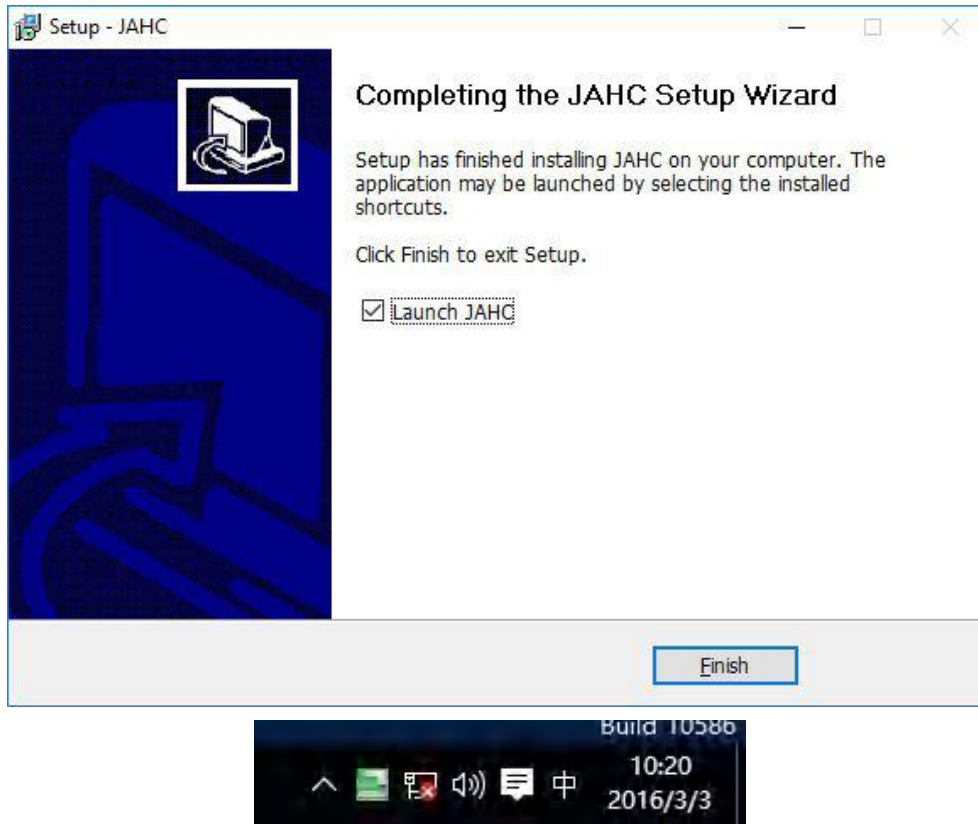 Setup - JAHC
Completing the JAHC Setup Wizard
Setup has finished installing JAHC on your computer. The
application may be launched by selecting the installed
shortcuts.
Click Finish to exit Setup.
Launch JAHC
Finish
Build 10586
中
10:20
2016/3/3